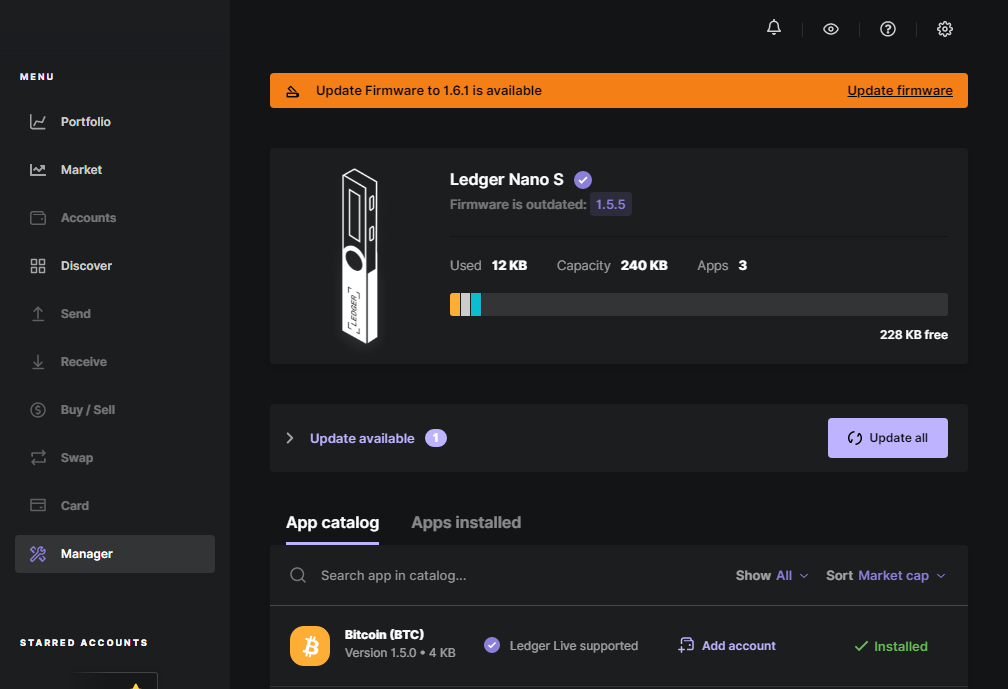 MENU
Portfolio
Market
Accounts
Discover
Send
Receive
Buy / Sell
Swap
Card
Manager
STARRED ACCOUNTS
Update Firmware to 1.6.1 is available
Update firmware
LEDGER
Ledger Nano S
Firmware is outdated: 1.5.5
Used 12 KB Capacity 240 KB Apps 3
228 KB free
Update available 1
Update all
App catalog Apps installed
Search app in catalog...
Show All Sort Market cap
Bitcoin (BTC)
Version 1.5.0 • 4 KB
Ledger Live supported
Add account
Installed